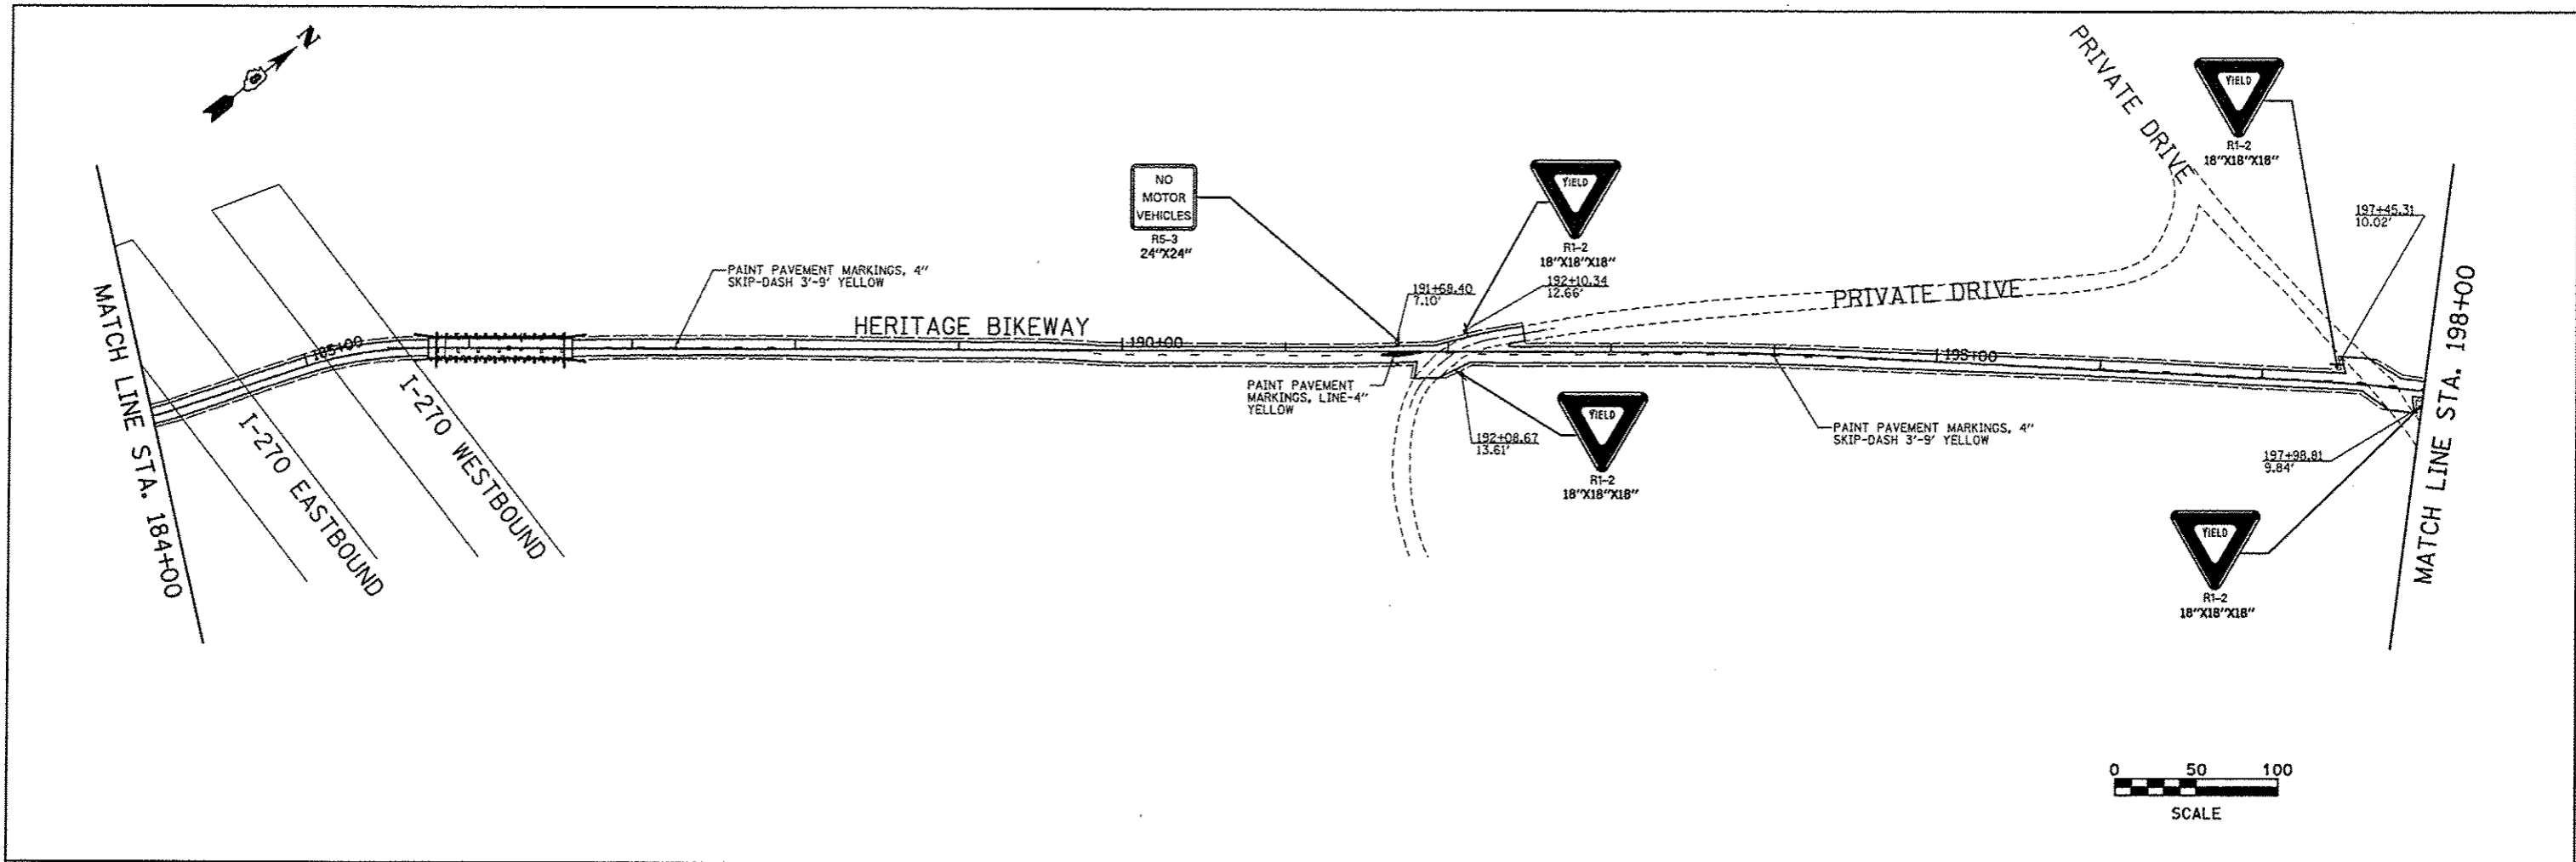 N
8
PRIVATE DRIVE
YIELD
R1-2
18"X18"X18"
NO
MOTOR
VEHICLES
R5-3
24"X24"
YIELD
R1-2
18"X18"X18"
197+45.31
10.02'
PAINT PAVEMENT MARKINGS, 4"
SKIP-DASH 3'-9' YELLOW
191+68.40
7.10'
192+10.34
12.66'
PRIVATE DRIVE
MATCH LINE STA. 184+00
HERITAGE BIKEWAY
185+00
190+00
195+00
MATCH LINE STA. 198+00
I-270 EASTBOUND
I-270 WESTBOUND
PAINT PAVEMENT
MARKINGS, LINE-4"
YELLOW
192+08.67
13.61'
YIELD
R1-2
18"X18"X18"
PAINT PAVEMENT MARKINGS, 4"
SKIP-DASH 3'-9' YELLOW
197+98.81
9.84'
YIELD
R1-2
18"X18"X18"
0 50 100
SCALE